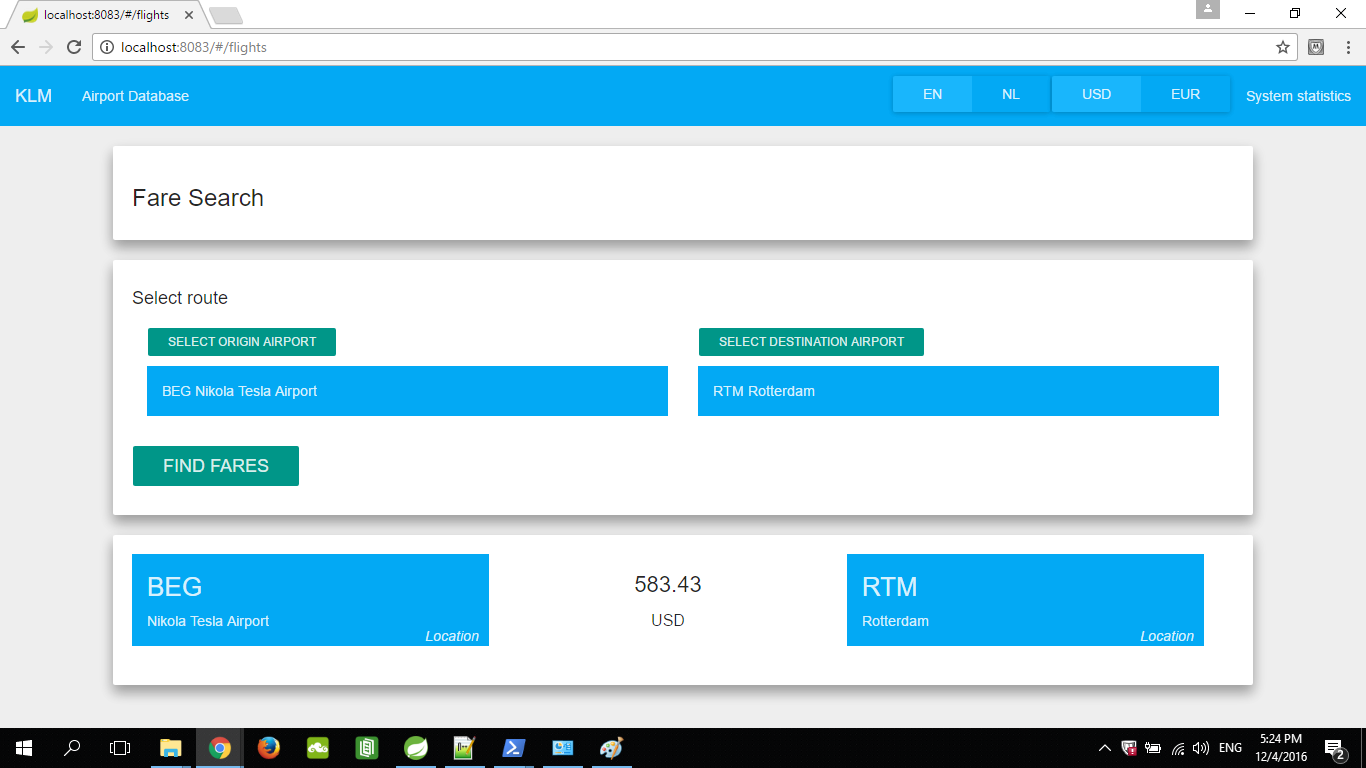 localhost:8083/#/flights
localhost:8083/#/flights
KLM Airport Database EN NL USD EUR System statistics
Fare Search
Select route
SELECT ORIGIN AIRPORT SELECT DESTINATION AIRPORT
BEG Nikola Tesla Airport RTM Rotterdam
FIND FARES
BEG 583.43 RTM
Nikola Tesla Airport USD Rotterdam
Location Location
ENG 5:24 PM
12/4/2016 2